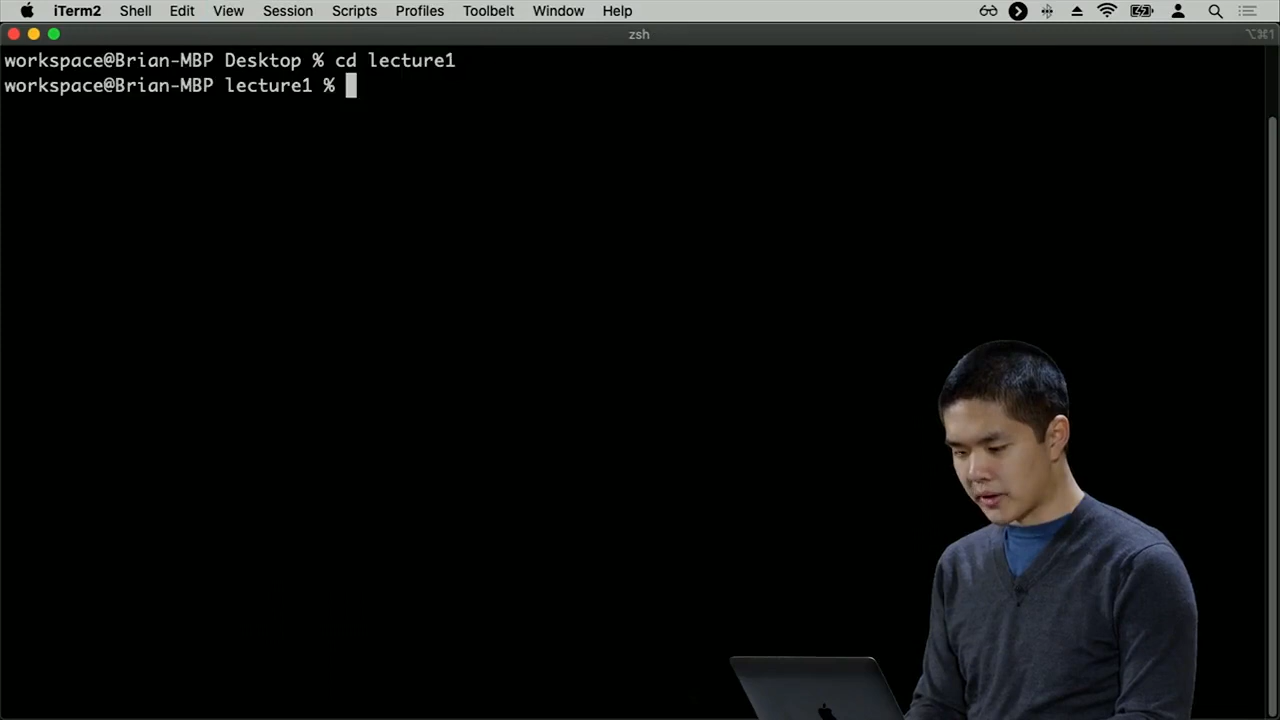 iTerm2 Shell Edit View Session Scripts Profiles Toolbelt Window Help
zsh ⌥⌘1
workspace@Brian-MBP Desktop % cd lecture1
workspace@Brian-MBP lecture1 %